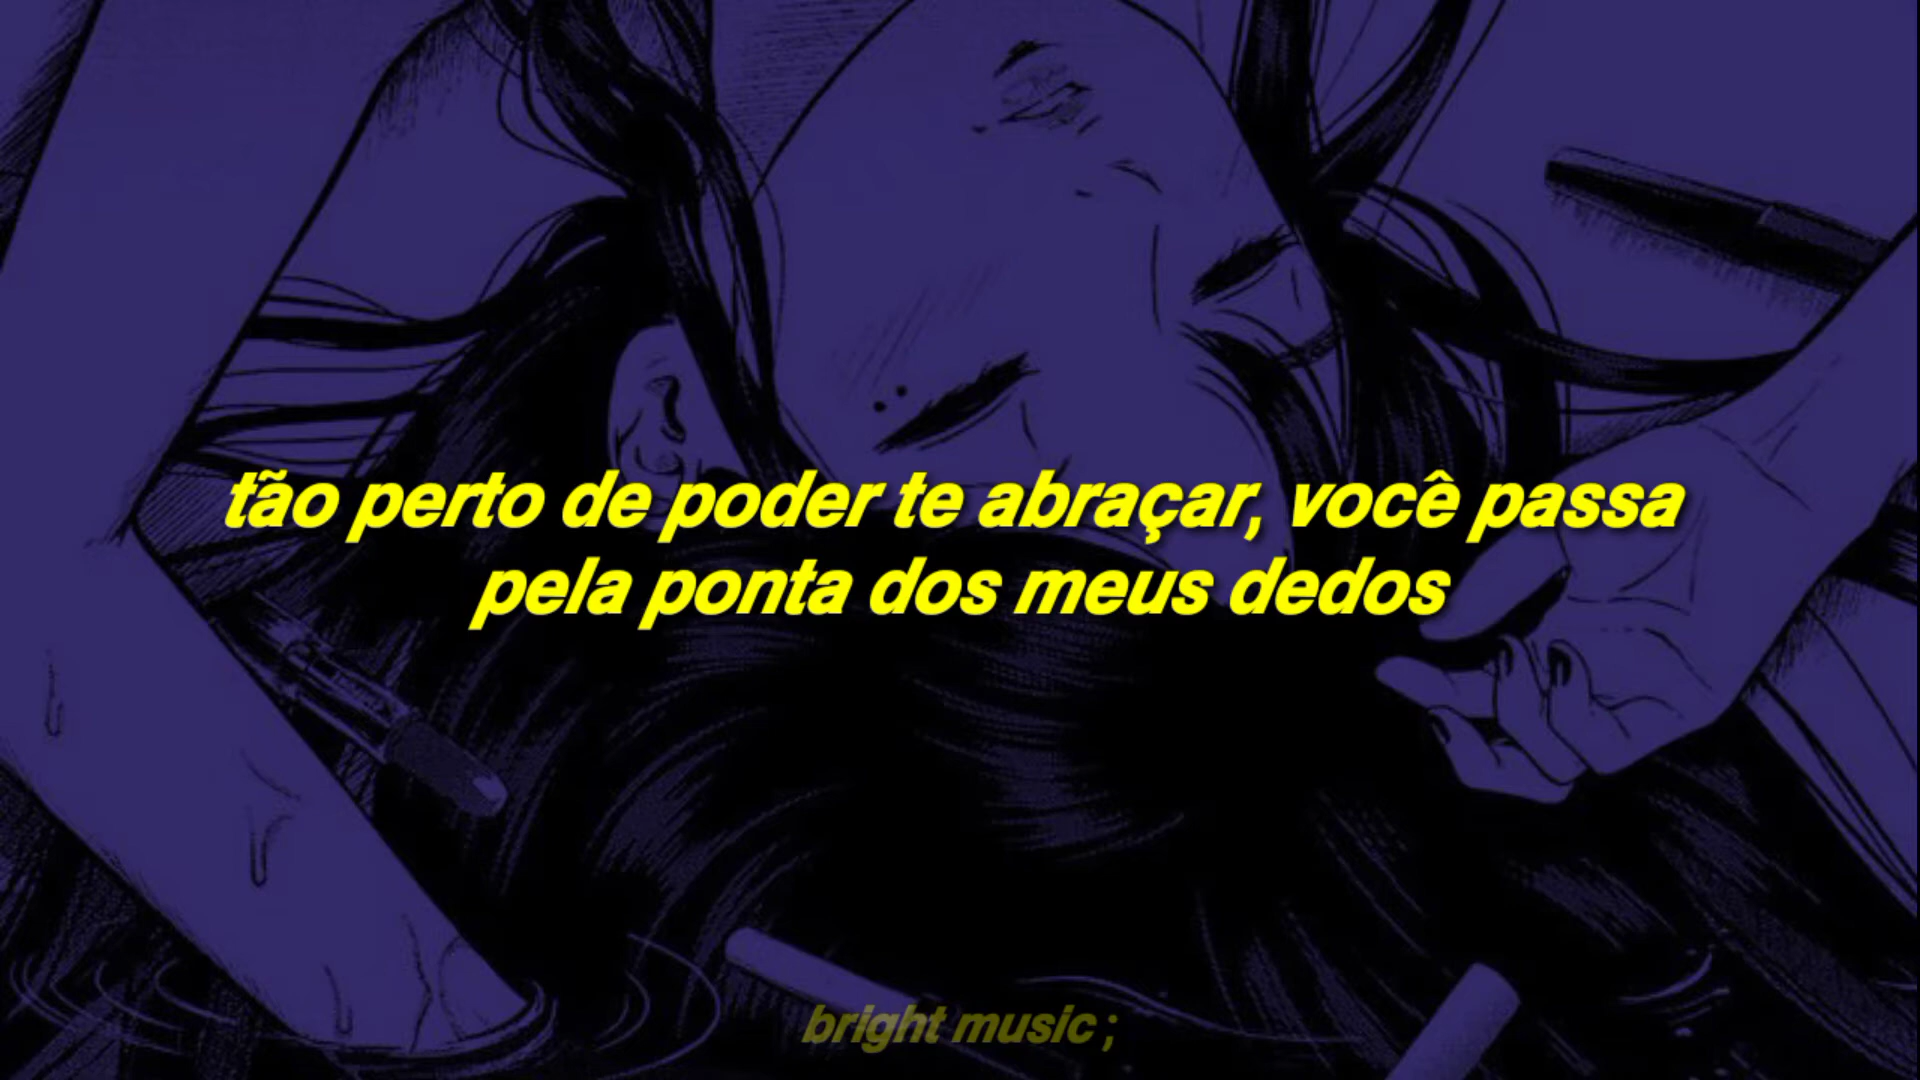 tão perto de poder te abraçar, você passa
pela ponta dos meus dedos
bright music ;